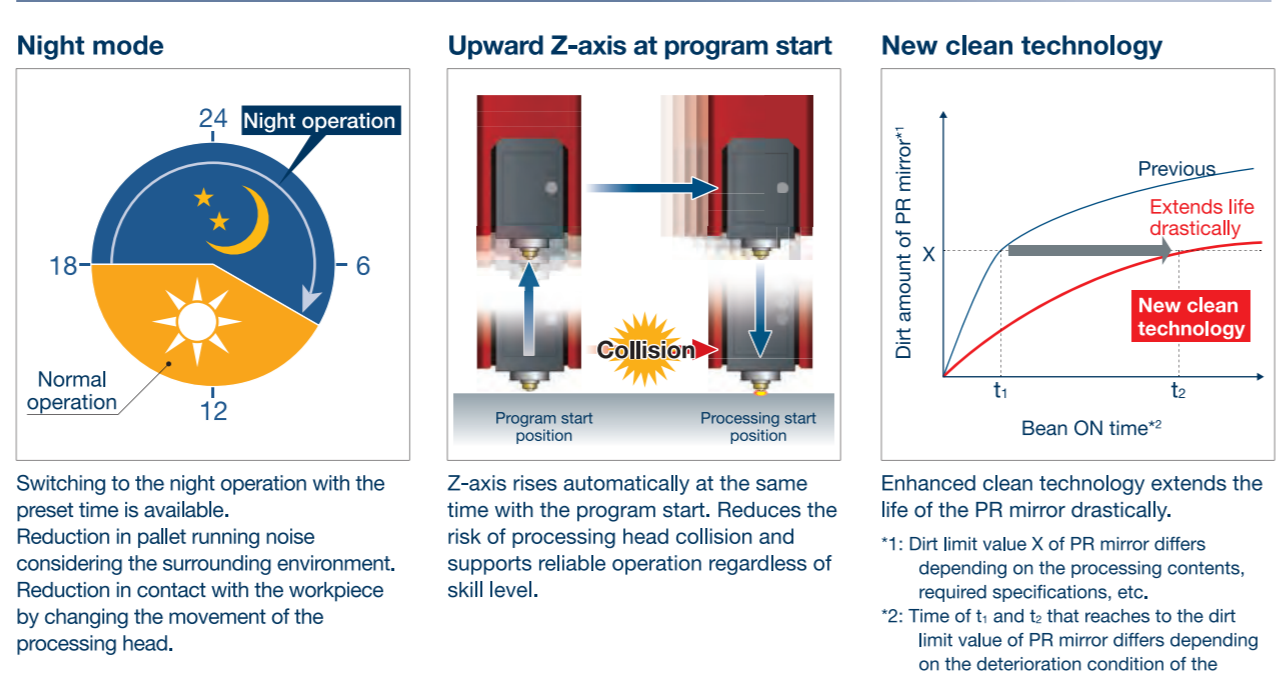 Night mode
24
Night operation
18
6
Normal
operation
12
Switching to the night operation with the
preset time is available.
Reduction in pallet running noise
considering the surrounding environment.
Reduction in contact with the workpiece
by changing the movement of the
processing head.
Upward Z-axis at program start
Collision
Program start
position
Processing start
position
Z-axis rises automatically at the same
time with the program start. Reduces the
risk of processing head collision and
supports reliable operation regardless of
skill level.
New clean technology
Dirt amount of PR mirror*1
Previous
Extends life
drastically
X
New clean
technology
t1
t2
Bean ON time*2
Enhanced clean technology extends the
life of the PR mirror drastically.
*1: Dirt limit value X of PR mirror differs
depending on the processing contents,
required specifications, etc.
*2: Time of t1 and t2 that reaches to the dirt
limit value of PR mirror differs depending
on the deterioration condition of the